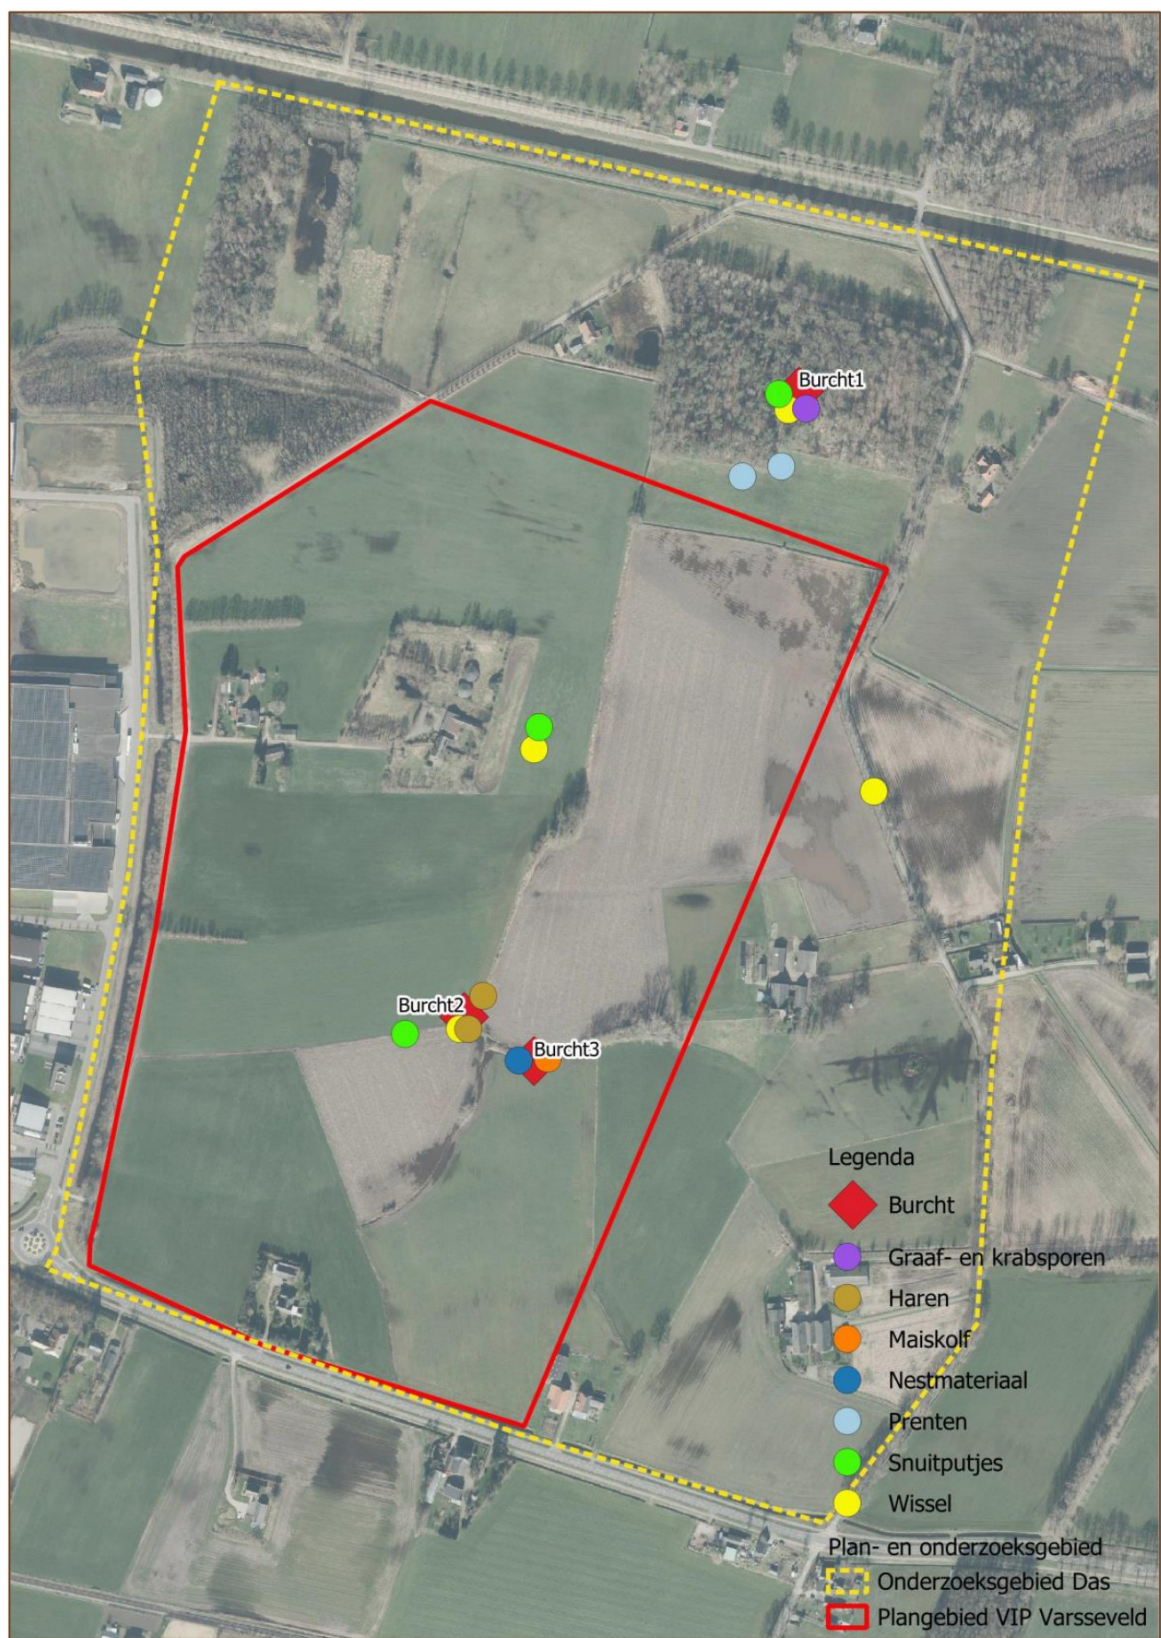 Burcht1
Burcht2
Burcht3
Legenda
Burcht
Graaf- en krabsporen
Haren
Maiskolf
Nestmateriaal
Prenten
Snuitputjes
Wissel
Plan- en onderzoeksgebied
Onderzoeksgebied Das
Plangebied VIP Varsseveld